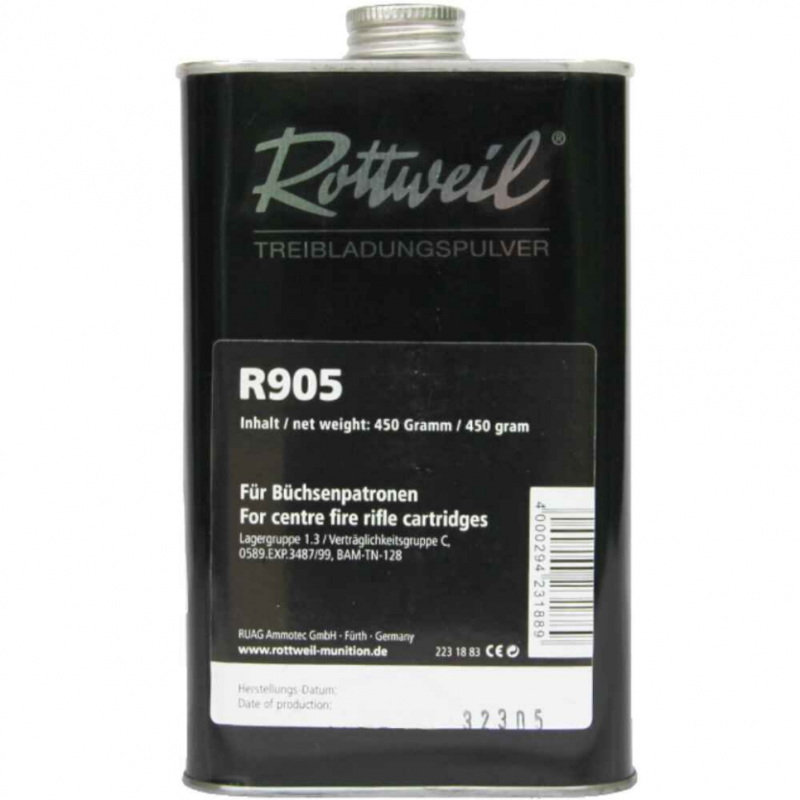 Rottweil®
TREIBLADUNGSPULVER
R905
Inhalt / net weight: 450 Gramm / 450 gram
Für Büchsenpatronen
For centre fire rifle cartridges
Lagergruppe 1.3 / Verträglichkeitsgruppe C,
0589.EXP.3487/99, BAM-TN-128
4 000294 231889
RUAG Ammotec GmbH - Fürth - Germany
www.rottweil-munition.de 223 18 83 CE
Herstellungs-Datum:
Date of production:
32305